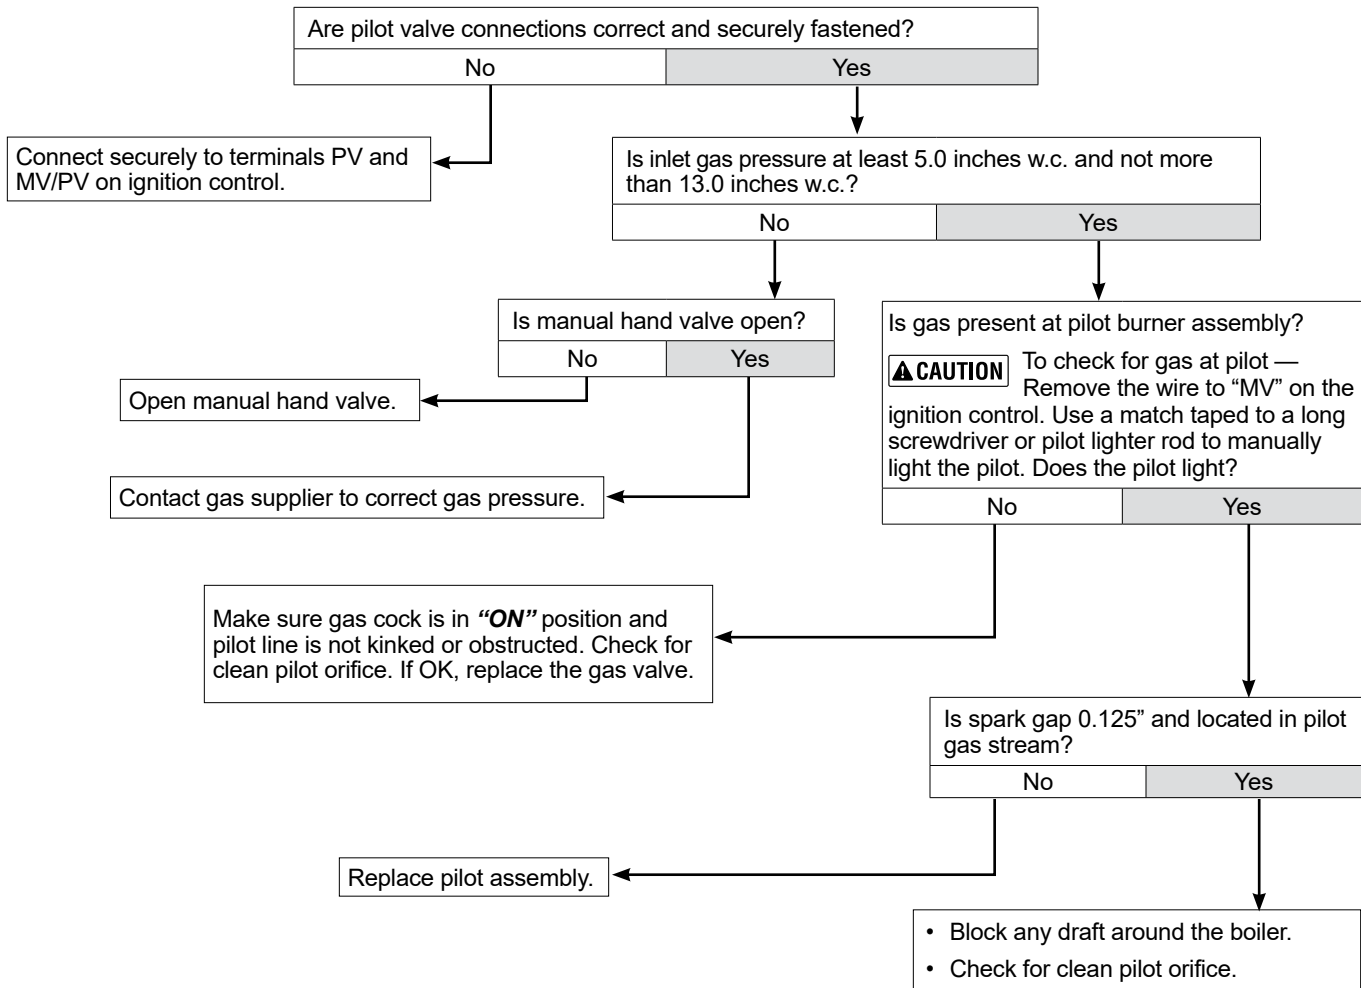 Are pilot valve connections correct and securely fastened?
No
Yes
Connect securely to terminals PV and
MV/PV on ignition control.
Is inlet gas pressure at least 5.0 inches w.c. and not more
than 13.0 inches w.c.?
No
Yes
Is manual hand valve open?
No
Yes
Open manual hand valve.
Contact gas supplier to correct gas pressure.
Is gas present at pilot burner assembly?
CAUTION To check for gas at pilot —
Remove the wire to “MV” on the
ignition control. Use a match taped to a long
screwdriver or pilot lighter rod to manually
light the pilot. Does the pilot light?
No
Yes
Make sure gas cock is in “ON” position and
pilot line is not kinked or obstructed. Check for
clean pilot orifice. If OK, replace the gas valve.
Is spark gap 0.125” and located in pilot
gas stream?
No
Yes
Replace pilot assembly.
• Block any draft around the boiler.
• Check for clean pilot orifice.